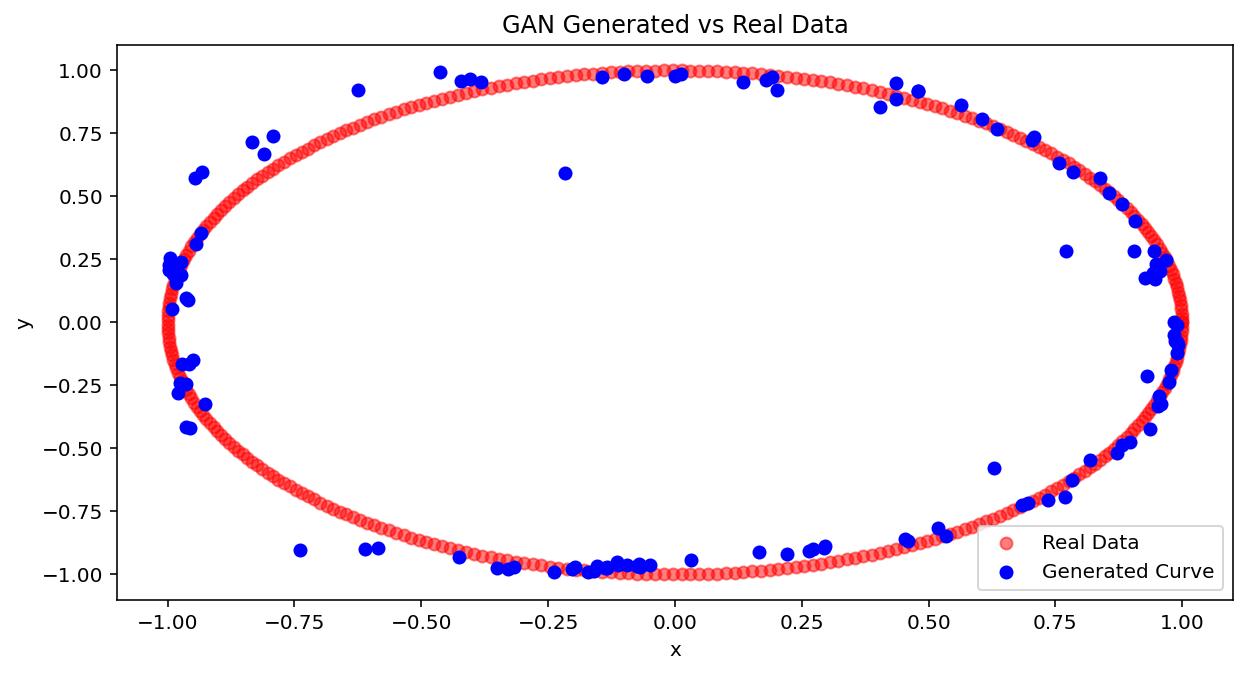 GAN Generated vs Real Data
1.00
0.75
0.50
0.25
0.00
−0.25
−0.50
−0.75
−1.00
y
−1.00 −0.75 −0.50 −0.25 0.00 0.25 0.50 0.75 1.00
x
Real Data
Generated Curve